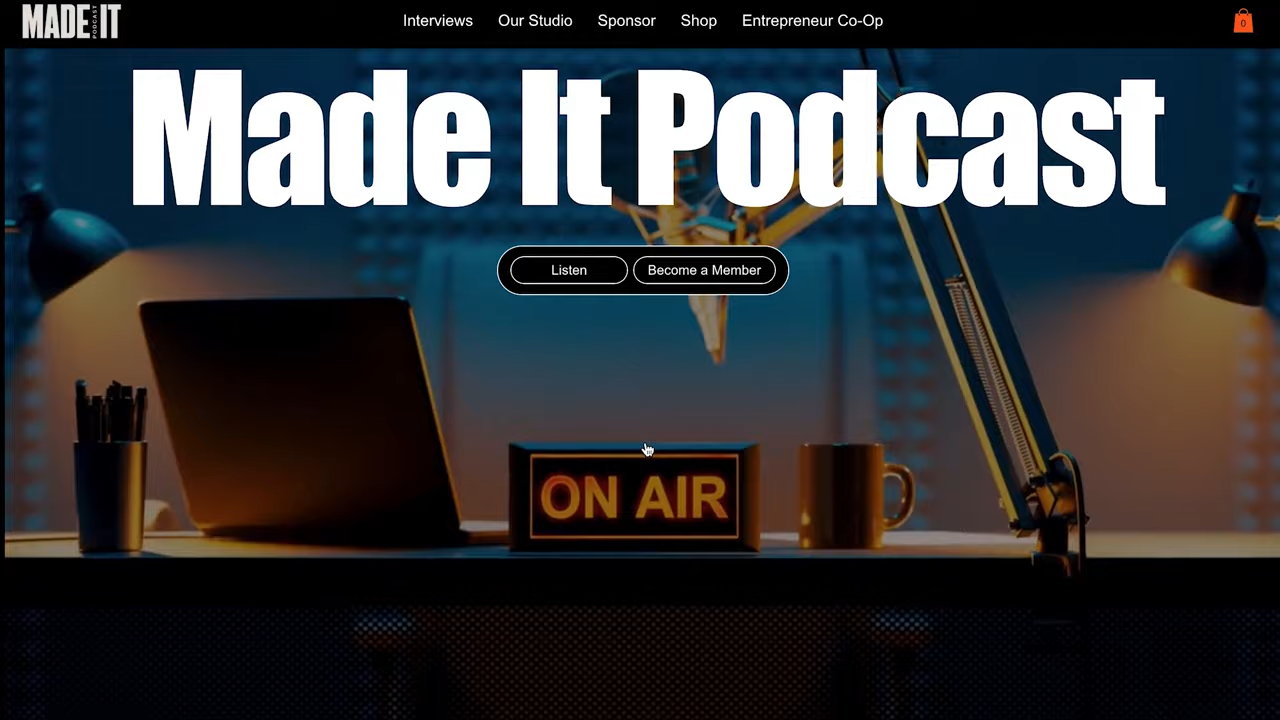 MADE IT
PODCAST
Interviews
Our Studio
Sponsor
Shop
Entrepreneur Co-Op
0
Made It Podcast
Listen
Become a Member
ON AIR